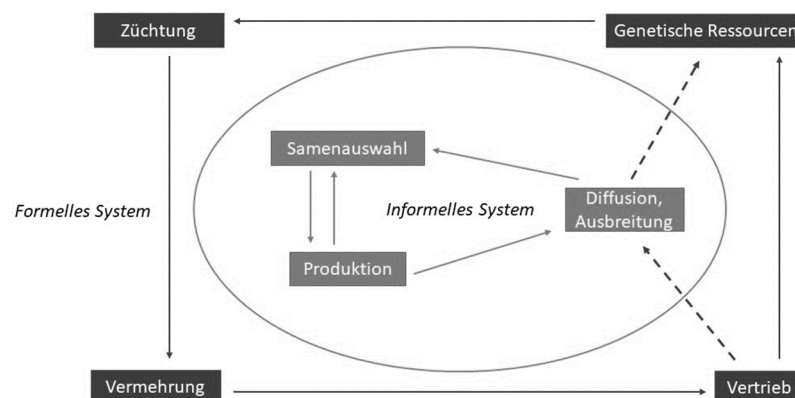 Züchtung
Genetische Ressourcen
Samenauswahl
Formelles System
Informelles System
Diffusion,
Ausbreitung
Produktion
Vermehrung
Vertrieb